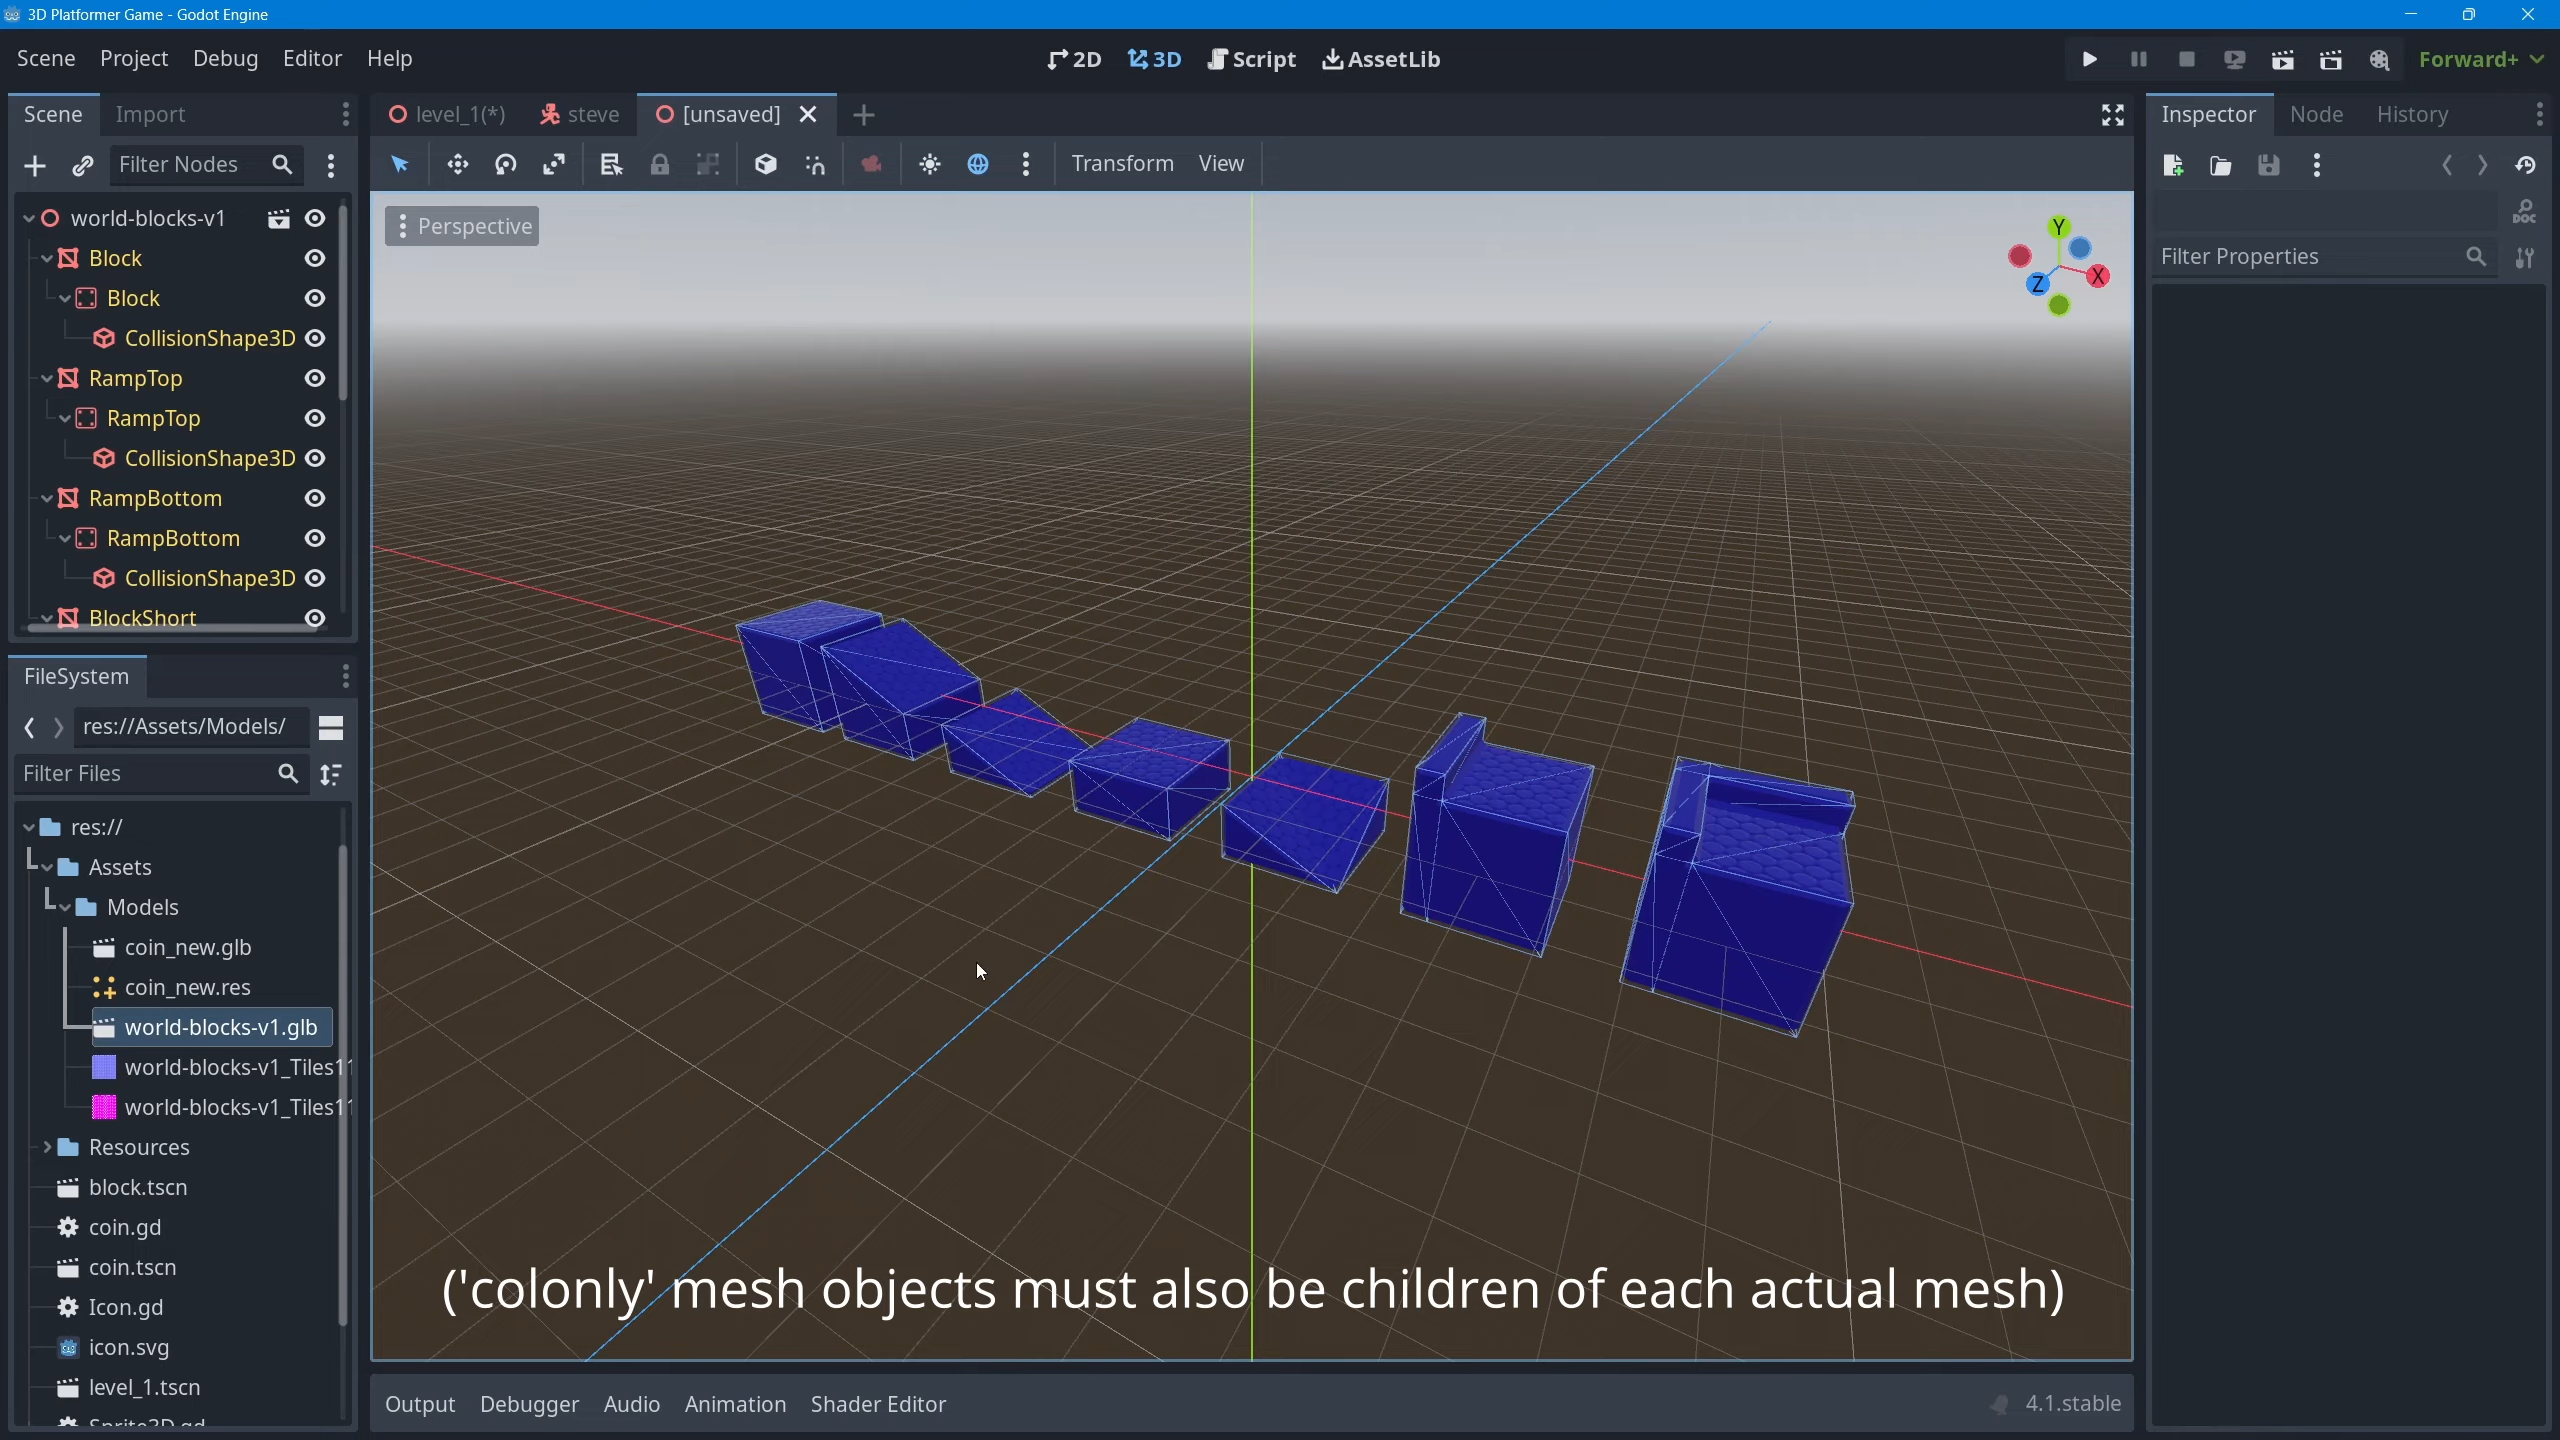 3D Platformer Game - Godot Engine
Scene Project Debug Editor Help
2D 3D Script AssetLib
Forward+
Scene Import
level_1(*) steve [unsaved]
Inspector Node History
Filter Nodes
Transform View
Perspective
Filter Properties
DOC
Y
X
Z
world-blocks-v1
Block
Block
CollisionShape3D
RampTop
RampTop
CollisionShape3D
RampBottom
RampBottom
CollisionShape3D
BlockShort
FileSystem
res://Assets/Models/
Filter Files
res://
Assets
Models
coin_new.glb
coin_new.res
world-blocks-v1.glb
world-blocks-v1_Tiles11
world-blocks-v1_Tiles11
Resources
block.tscn
coin.gd
coin.tscn
Icon.gd
icon.svg
level_1.tscn
Sprite3D.gd
('colonly' mesh objects must also be children of each actual mesh)
Output Debugger Audio Animation Shader Editor
4.1.stable